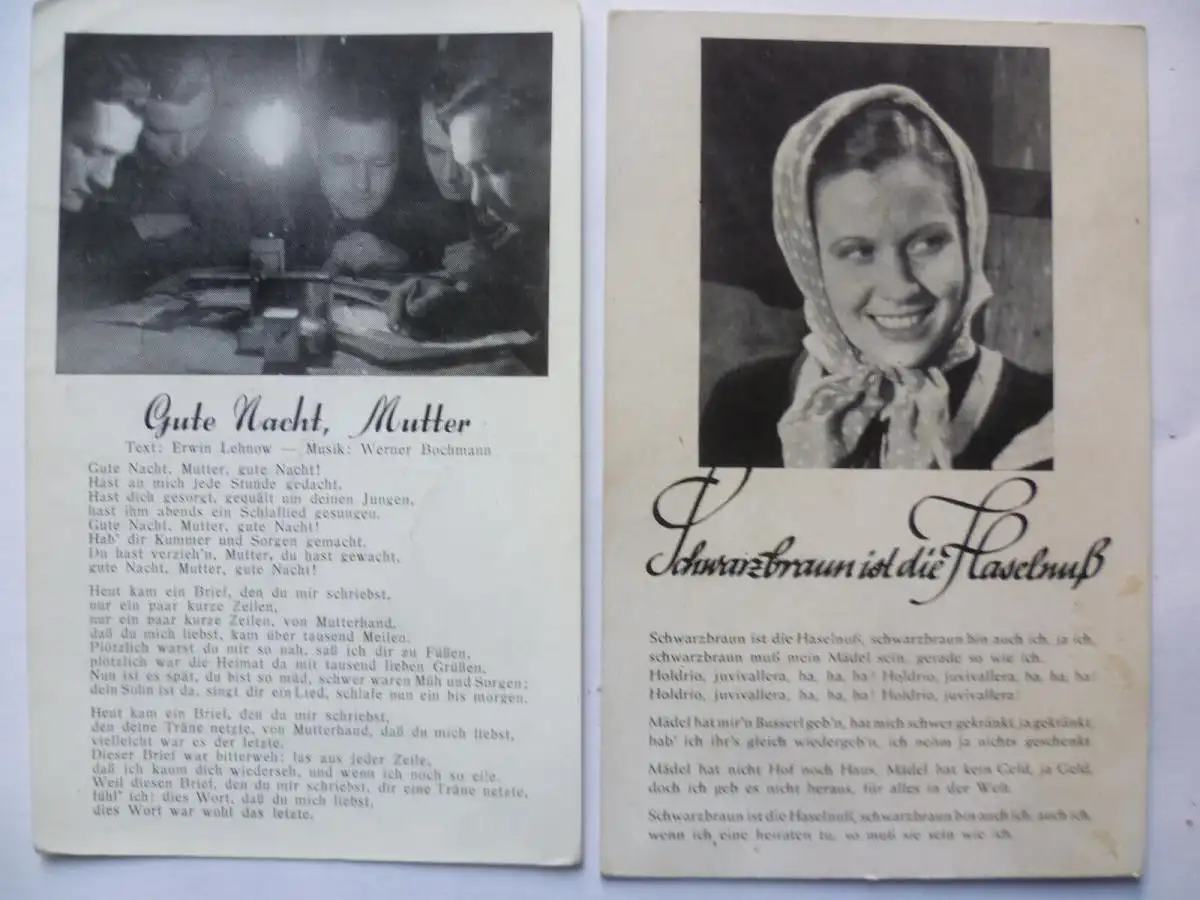 Gute Nacht, Mutter
Text: Erwin Lehnow — Musik: Werner Bochmann
Gute Nacht, Mutter, gute Nacht!
Hast an mich jede Stunde gedacht,
Hast dich gesorgt, gequält um deinen Jungen,
hast ihm abends ein Schlaflied gesungen.
Gute Nacht, Mutter, gute Nacht!
Hab' dir Kummer und Sorgen gemacht.
Du hast verzieh'n, Mutter, du hast gewacht,
gute Nacht, Mutter, gute Nacht!
Heut kam ein Brief, den du mir schriebst,
nur ein paar kurze Zeilen,
nur ein paar kurze Zeilen, von Mutterhand,
daß du mich liebst, kam über tausend Meilen.
Plötzlich warst du mir so nah, saß ich dir zu Füßen,
plötzlich war die Heimat da mit tausend lieben Grüßen.
Nun ist es spät, du bist so müd, schwer waren Müh und Sorgen;
dein Sohn ist da, singt dir ein Lied, schlafe nun ein bis morgen.
Heut kam ein Brief, den du mir schriebst,
den deine Träne netzte, von Mutterhand, daß du mich liebst,
vielleicht war es der letzte.
Dieser Brief war bitterweh: las aus jeder Zeile,
daß ich kaum dich wiederseh, und wenn ich noch so eile.
Weil diesen Brief, den du mir schriebst, dir eine Träne netzte,
fühl' ich: dies Wort, daß du mich liebst,
dies Wort war wohl das letzte.
Schwarzbraun ist die Haselnuß
Schwarzbraun ist die Haselnuß, schwarzbraun bin auch ich, ja ich,
schwarzbraun muß mein Mädel sein, gerade so wie ich.
Holdrio, juvivallera, ha, ha, ha! Holdrio, juvivallera, ha, ha, ha!
Holdrio, juvivallera, ha, ha, ha! Holdrio, juvivallera!
Mädel hat mir'n Busserl geb'n, hat mich schwer gekränkt, ja gekränkt,
hab' ich ihr's gleich wiedergeb'n, ich nehm ja nichts geschenkt.
Mädel hat nicht Hof noch Haus, Mädel hat kein Geld, ja Geld,
doch ich geb es nicht heraus, für alles in der Welt.
Schwarzbraun ist die Haselnuß, schwarzbraun bin auch ich, auch ich,
wenn ich eine heiraten tu, so muß sie sein wie ich.